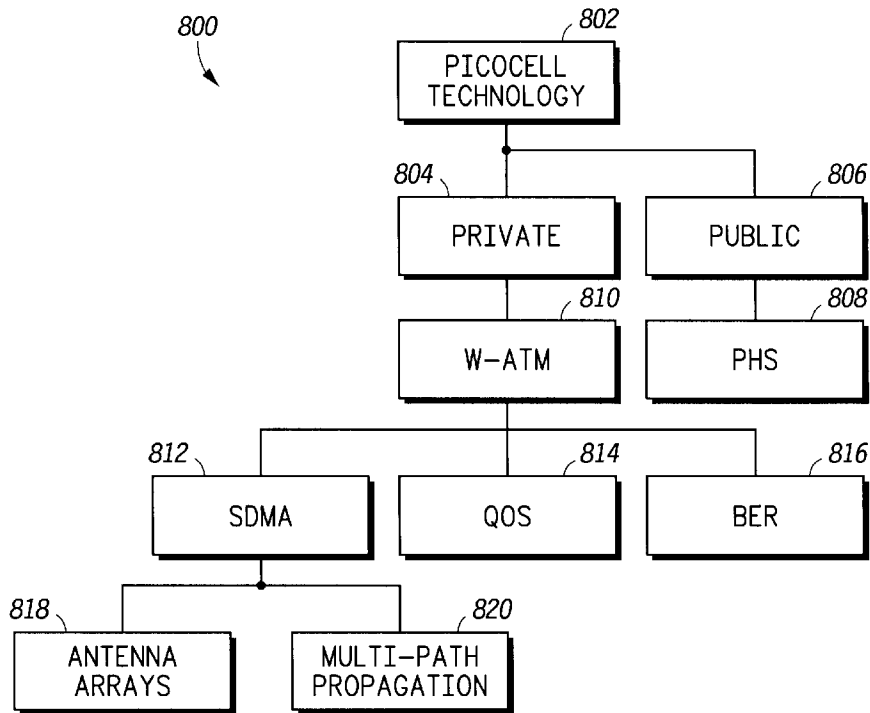 800
802
PICOCELL
TECHNOLOGY
804
806
PRIVATE
PUBLIC
810
808
W-ATM
PHS
812
814
816
SDMA
QOS
BER
818
820
ANTENNA
ARRAYS
MULTI-PATH
PROPAGATION